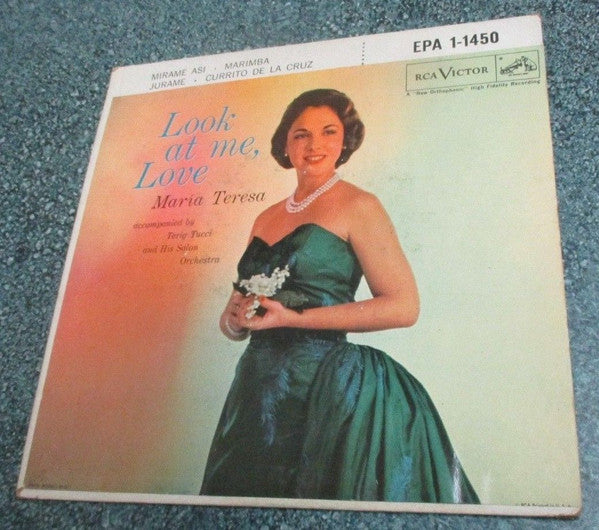 MIRAME ASI · MARIMBA
JURAME · CURRITO DE LA CRUZ
EPA 1-1450
RCA VICTOR
A "New Orthophonic" High Fidelity Recording
Look
at me,
Love
Maria Teresa
accompanied by
Terig Tucci
and His Salon
Orchestra